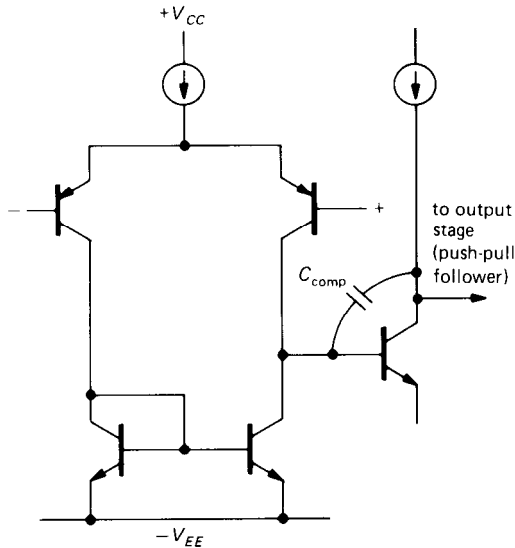 +V_CC
−
+
to output
stage
(push-pull
follower)
C_comp
−V_EE